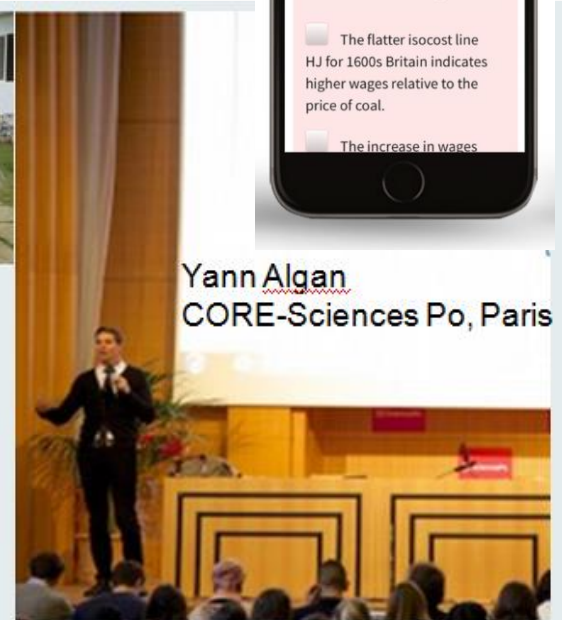 The flatter isocost line
HJ for 1600s Britain indicates
higher wages relative to the
price of coal.
The increase in wages
Yann Algan
CORE-Sciences Po, Paris